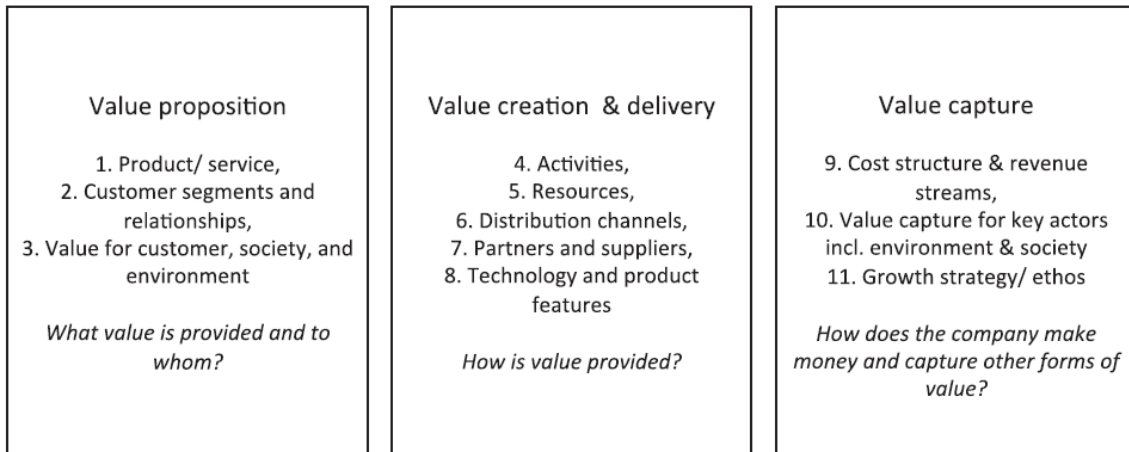 Value proposition
1. Product/ service,
2. Customer segments and
relationships,
3. Value for customer, society, and
environment
What value is provided and to
whom?
Value creation & delivery
4. Activities,
5. Resources,
6. Distribution channels,
7. Partners and suppliers,
8. Technology and product
features
How is value provided?
Value capture
9. Cost structure & revenue
streams,
10. Value capture for key actors
incl. environment & society
11. Growth strategy/ ethos
How does the company make
money and capture other forms of
value?